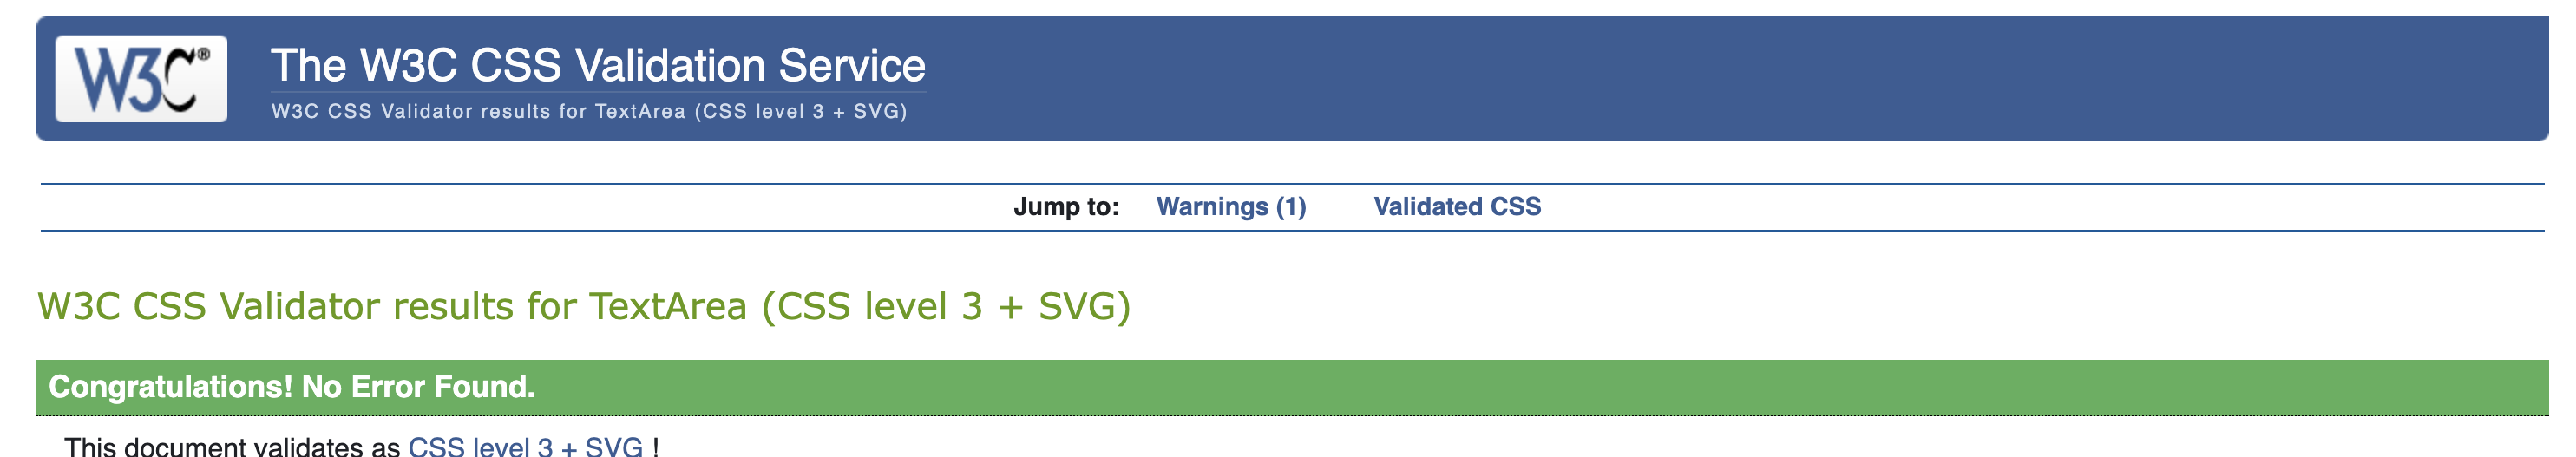 W3C®
The W3C CSS Validation Service
W3C CSS Validator results for TextArea (CSS level 3 + SVG)
Jump to: Warnings (1) Validated CSS
W3C CSS Validator results for TextArea (CSS level 3 + SVG)
Congratulations! No Error Found.
This document validates as CSS level 3 + SVG !